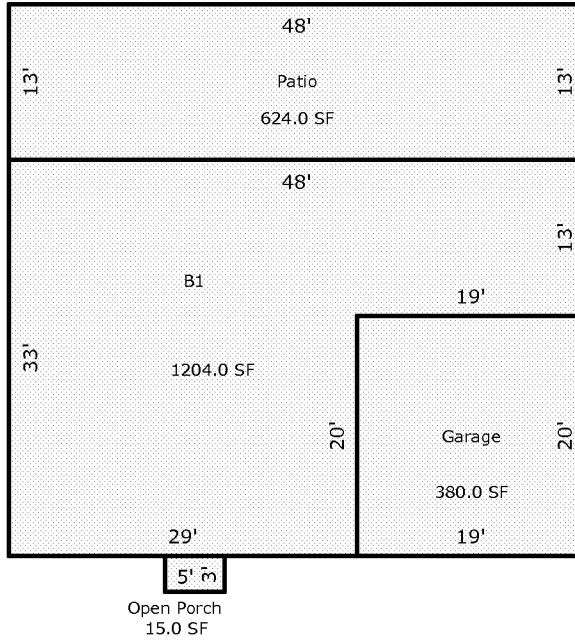 48'
13'
Patio
13'
624.0 SF
48'
13'
B1
19'
33'
1204.0 SF
20'
Garage
20'
380.0 SF
29'
19'
5'
3'
Open Porch
15.0 SF